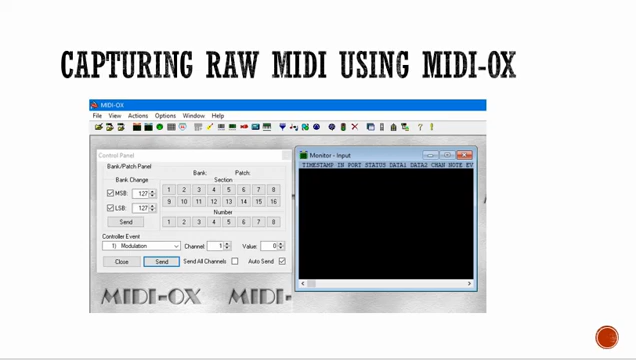 CAPTURING RAW MIDI USING MIDI-OX
MIDI-OX
File View Actions Options Window Help
Control Panel
Bank/Patch Panel
Bank: Patch:
Bank Change
Section
MSB: 127
1 2 3 4 5 6 7 8
LSB: 127
9 10 11 12 13 14 15 16
Number
Send
1 2 3 4 5 6 7 8
Controller Event
1) Modulation Channel: 1 Value: 0
Close Send Send All Channels Auto Send
Monitor - Input
TIMESTAMP IN PORT STATUS DATA1 DATA2 CHAN NOTE EV
MIDI-OX MIDI-